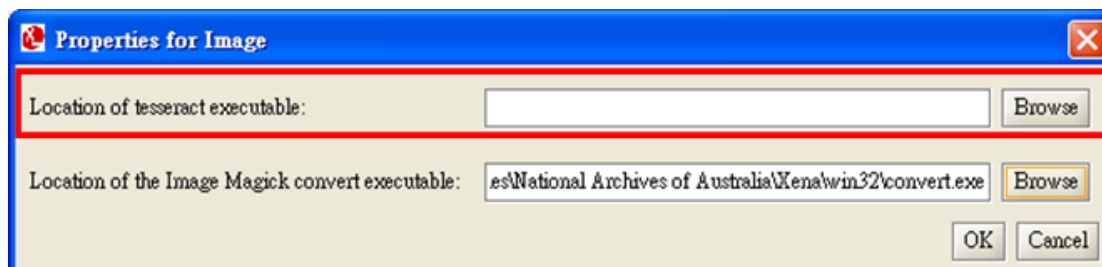 Properties for Image
Location of tesseract executable: Browse
Location of the Image Magick convert executable: es\National Archives of Australia\Xena\win32\convert.exe Browse
OK Cancel